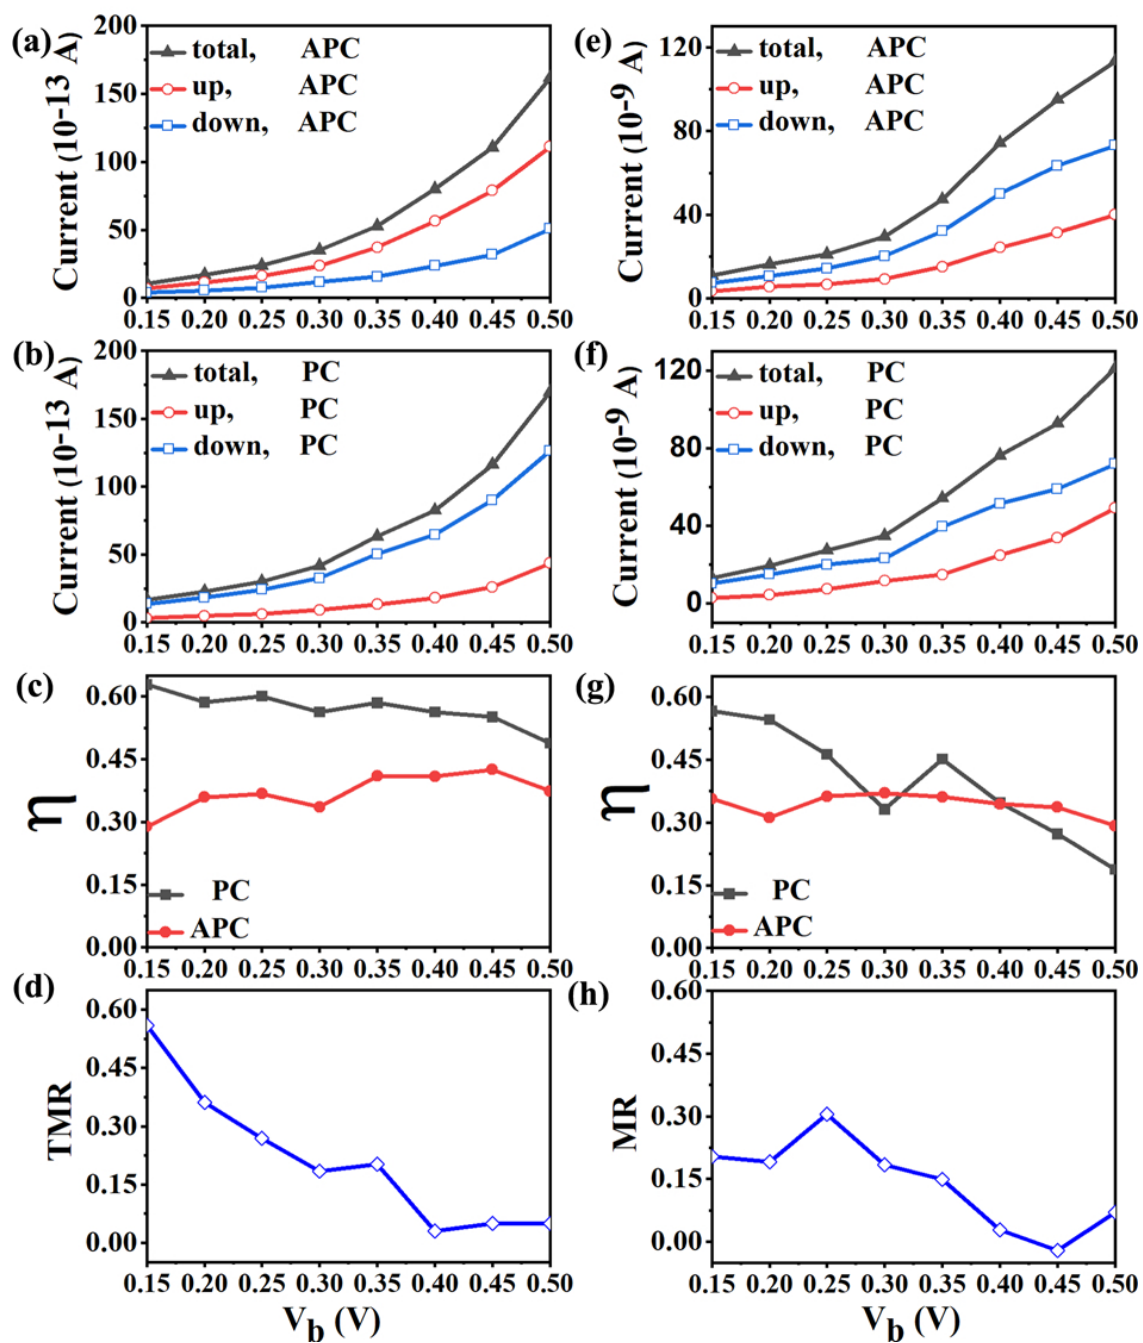 (a)
200
150
100
50
0
Current (10-13 A)
total, APC
up, APC
down, APC
0.15 0.20 0.25 0.30 0.35 0.40 0.45 0.50
(b)
200
150
100
50
0
Current (10-13 A)
total, PC
up, PC
down, PC
0.15 0.20 0.25 0.30 0.35 0.40 0.45 0.50
(c)
0.60
0.45
0.30
0.15
0.00
η
PC
APC
0.15 0.20 0.25 0.30 0.35 0.40 0.45 0.50
(d)
0.60
0.45
0.30
0.15
0.00
TMR
0.15 0.20 0.25 0.30 0.35 0.40 0.45 0.50
Vb (V)
(e)
120
80
40
0
Current (10-9 A)
total, APC
up, APC
down, APC
0.15 0.20 0.25 0.30 0.35 0.40 0.45 0.50
(f)
120
80
40
0
Current (10-9 A)
total, PC
up, PC
down, PC
0.15 0.20 0.25 0.30 0.35 0.40 0.45 0.50
(g)
0.60
0.45
0.30
0.15
0.00
η
PC
APC
0.15 0.20 0.25 0.30 0.35 0.40 0.45 0.50
(h)
0.60
0.45
0.30
0.15
0.00
MR
0.15 0.20 0.25 0.30 0.35 0.40 0.45 0.50
Vb (V)